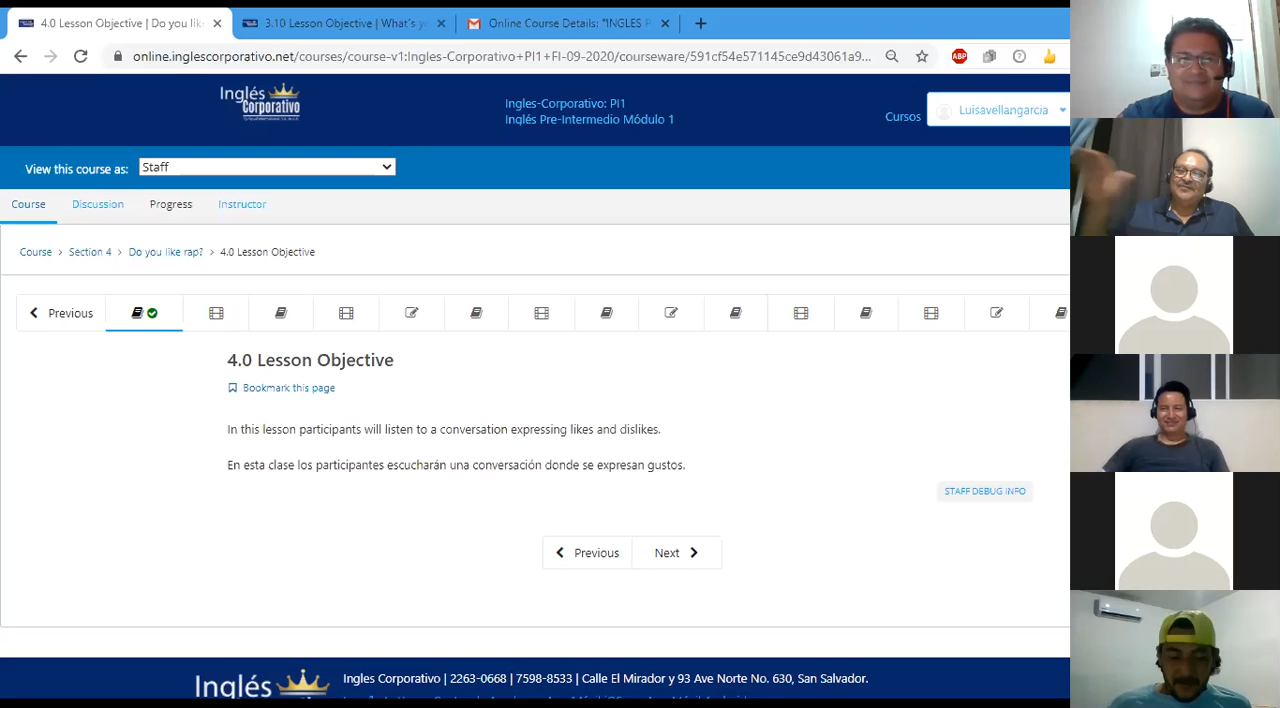 4.0 Lesson Objective | Do you lik
3.10 Lesson Objective | What's yo
Online Course Details: "INGLES P
online.inglescorporativo.net/courses/course-v1:Ingles-Corporativo+PI1+FI-09-2020/courseware/591cf54e571145ce9d43061a9...
ABP
Inglés
Corporativo
Ingles-Corporativo: PI1
Inglés Pre-Intermedio Módulo 1
Cursos
Luisavellangarcia
View this course as:
Staff
Course
Discussion
Progress
Instructor
Course > Section 4 > Do you like rap? > 4.0 Lesson Objective
Previous
4.0 Lesson Objective
Bookmark this page
In this lesson participants will listen to a conversation expressing likes and dislikes.
En esta clase los participantes escucharán una conversación donde se expresan gustos.
STAFF DEBUG INFO
Previous
Next
Inglés
Ingles Corporativo | 2263-0668 | 7598-8533 | Calle El Mirador y 93 Ave Norte No. 630, San Salvador.